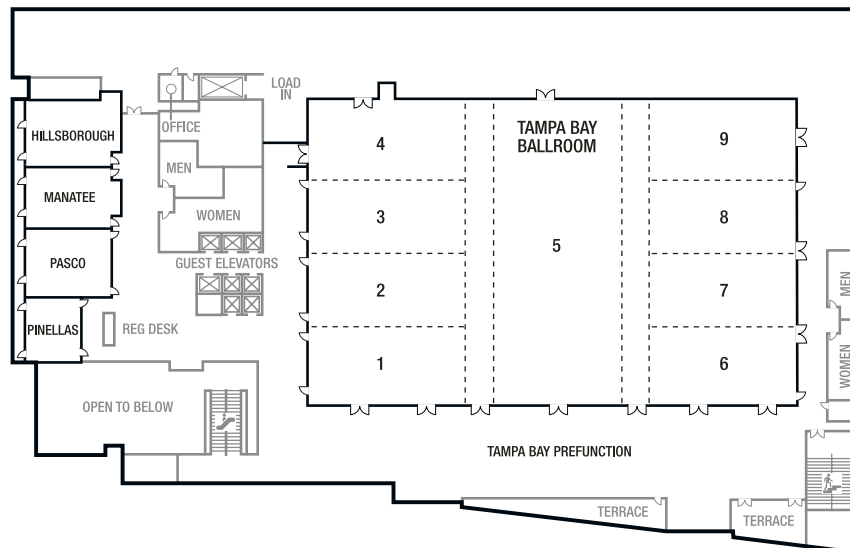 LOAD
IN
OFFICE
HILLSBOROUGH
MEN
MANATEE
WOMEN
PASCO
GUEST ELEVATORS
PINELLAS
REG DESK
OPEN TO BELOW
TAMPA BAY
BALLROOM
4
3
2
1
5
9
8
7
6
MEN
WOMEN
TAMPA BAY PREFUNCTION
TERRACE
TERRACE